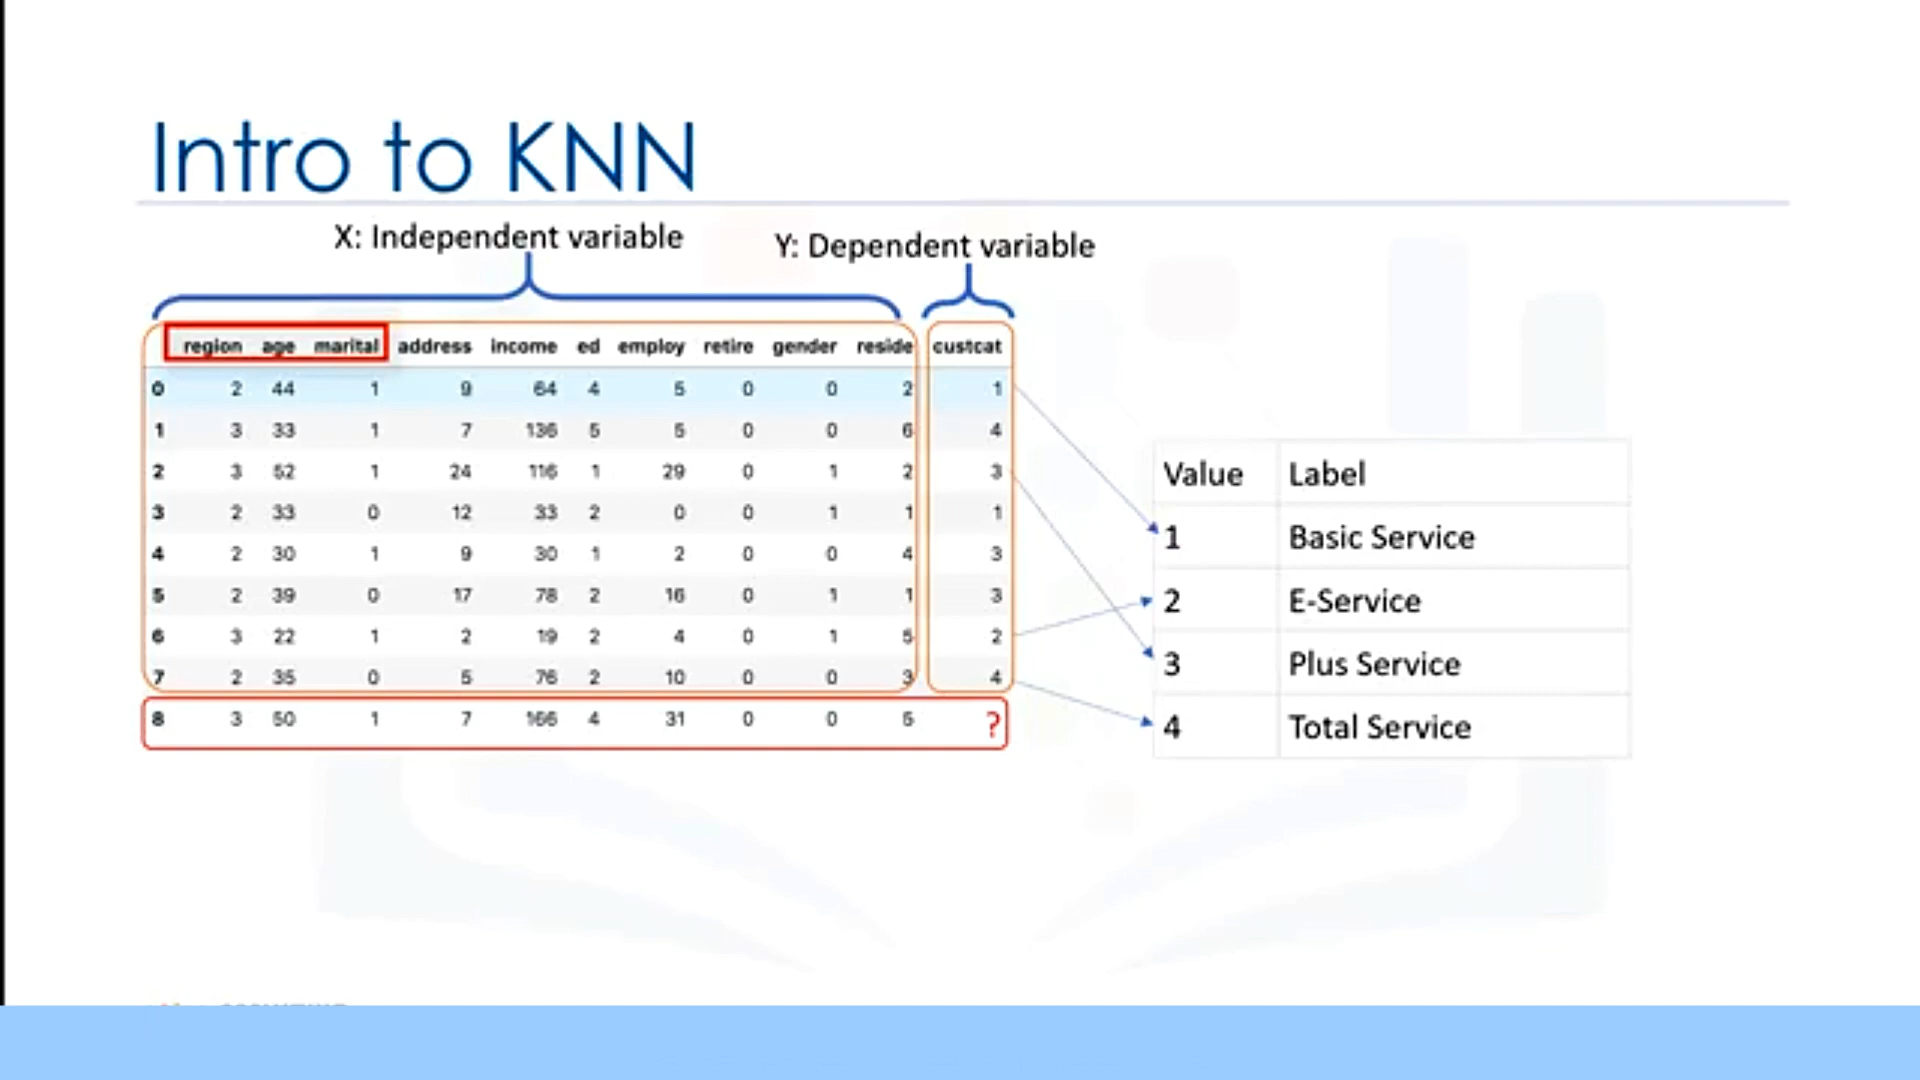 Intro to KNN
X: Independent variable
Y: Dependent variable
region age marital address income ed employ retire gender reside custcat
0 2 44 1 9 64 4 5 0 0 2 1
1 3 33 1 7 136 5 5 0 0 6 4
2 3 52 1 24 116 1 29 0 1 2 3
3 2 33 0 12 33 2 0 0 1 1 1
4 2 30 1 9 30 1 2 0 0 4 3
5 2 39 0 17 78 2 16 0 1 1 3
6 3 22 1 2 19 2 4 0 1 5 2
7 2 35 0 5 76 2 10 0 0 3 4
8 3 50 1 7 166 4 31 0 0 5 ?
Value Label
1 Basic Service
2 E-Service
3 Plus Service
4 Total Service